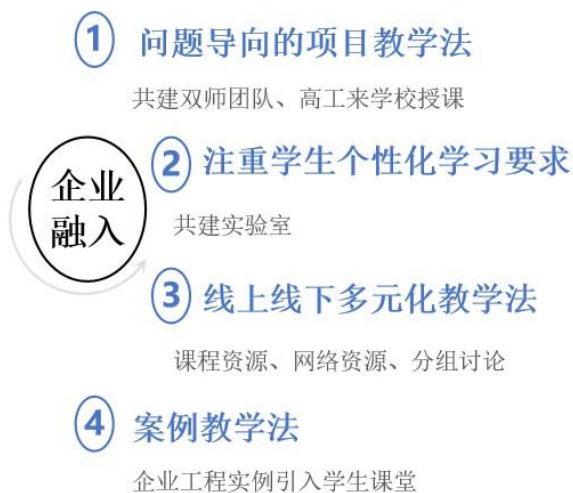 1 问题导向的项目教学法
共建双师团队、高工来学校授课
企业
融入
2 注重学生个性化学习要求
共建实验室
3 线上线下多元化教学法
课程资源、网络资源、分组讨论
4 案例教学法
企业工程实例引入学生课堂